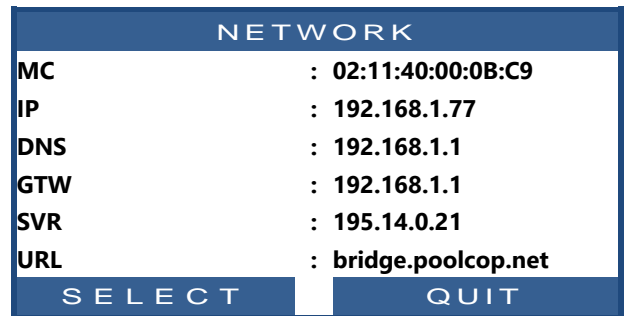 NETWORK
MC : 02:11:40:00:0B:C9
IP : 192.168.1.77
DNS : 192.168.1.1
GTW : 192.168.1.1
SVR : 195.14.0.21
URL : bridge.poolcop.net
SELECT QUIT